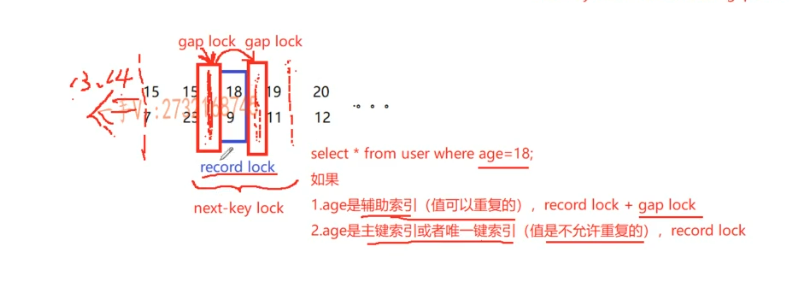 gap lock gap lock
13.14
15 15 18 19 20
7 23 9 11 12
。。。
record lock
next-key lock
select * from user where age=18;
如果
1.age是辅助索引（值可以重复的），record lock + gap lock
2.age是主键索引或者唯一键索引（值是不允许重复的），record lock